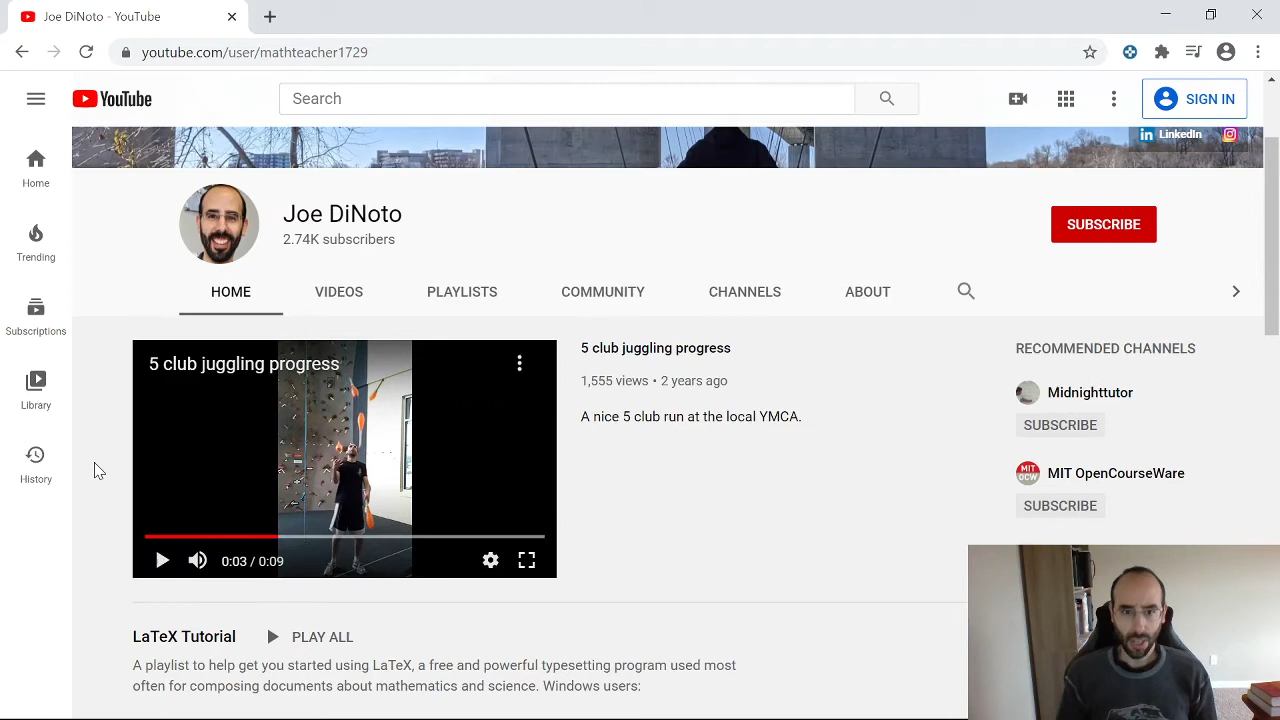 Joe DiNoto - YouTube
youtube.com/user/mathteacher1729
YouTube
Search
SIGN IN
LinkedIn
Home
Trending
Subscriptions
Library
History
Joe DiNoto
2.74K subscribers
SUBSCRIBE
HOME
VIDEOS
PLAYLISTS
COMMUNITY
CHANNELS
ABOUT
5 club juggling progress
0:03 / 0:09
5 club juggling progress
1,555 views • 2 years ago
A nice 5 club run at the local YMCA.
RECOMMENDED CHANNELS
Midnighttutor
SUBSCRIBE
MIT OCW
MIT OpenCourseWare
SUBSCRIBE
LaTeX Tutorial
PLAY ALL
A playlist to help get you started using LaTeX, a free and powerful typesetting program used most
often for composing documents about mathematics and science. Windows users: